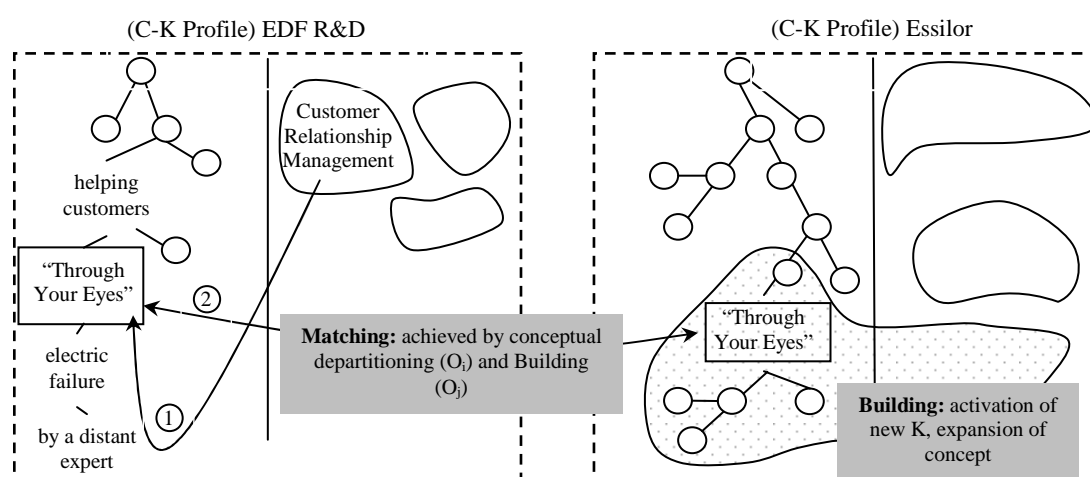 (C-K Profile) EDF R&D
(C-K Profile) Essilor
Customer
Relationship
Management
helping
customers
“Through
Your Eyes”
2
electric
failure
1
by a distant
expert
Matching: achieved by conceptual
departitioning (Oi) and Building
(Oj)
“Through
Your Eyes”
Building: activation of
new K, expansion of
concept